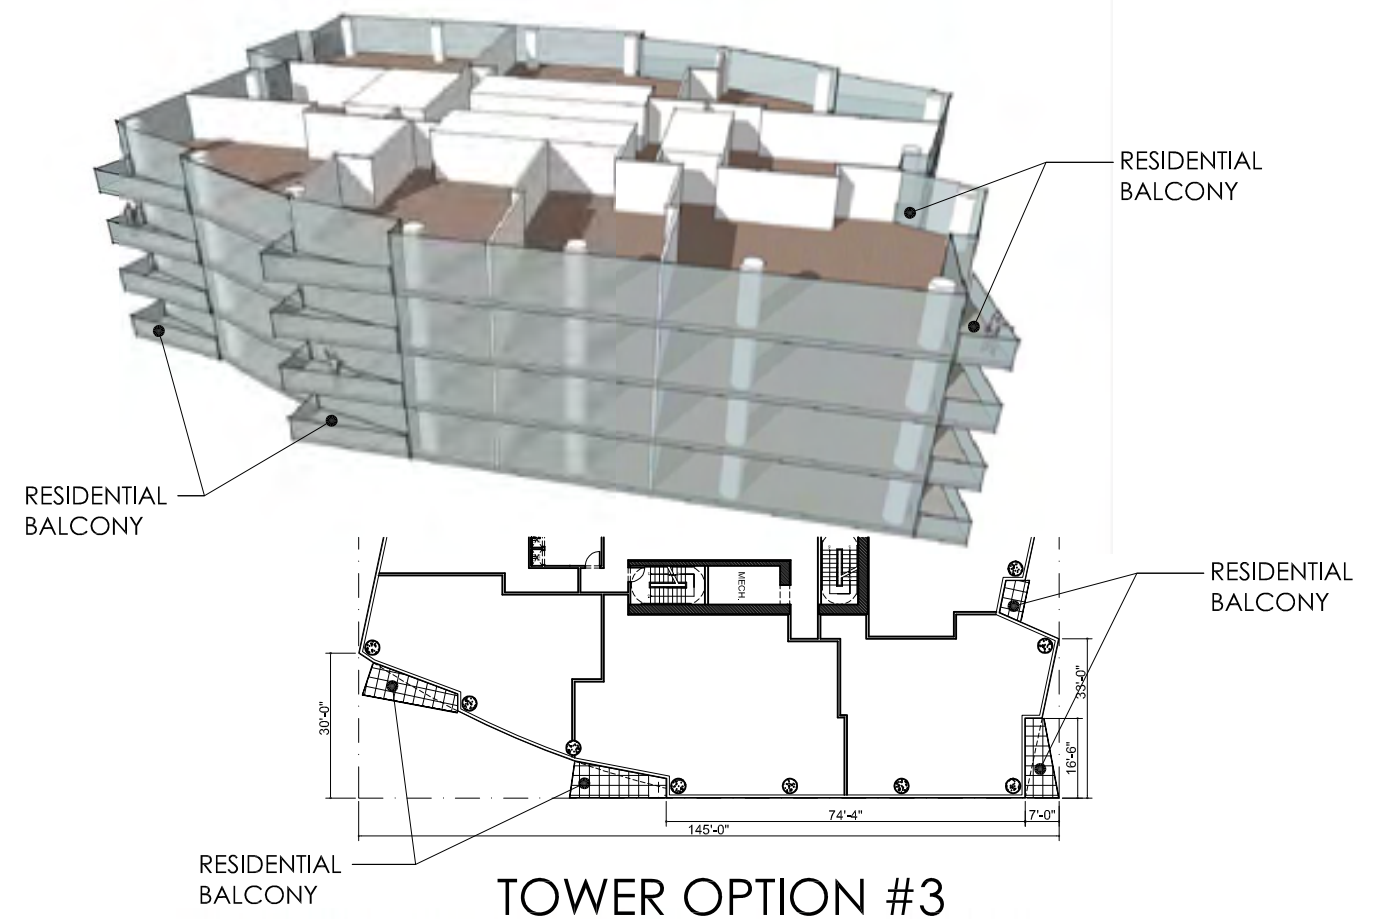 RESIDENTIAL
BALCONY
RESIDENTIAL
BALCONY
MECH.
RESIDENTIAL
BALCONY
33'-0"
30'-0"
16'-6"
74'-4"
7'-0"
145'-0"
RESIDENTIAL
BALCONY
TOWER OPTION #3